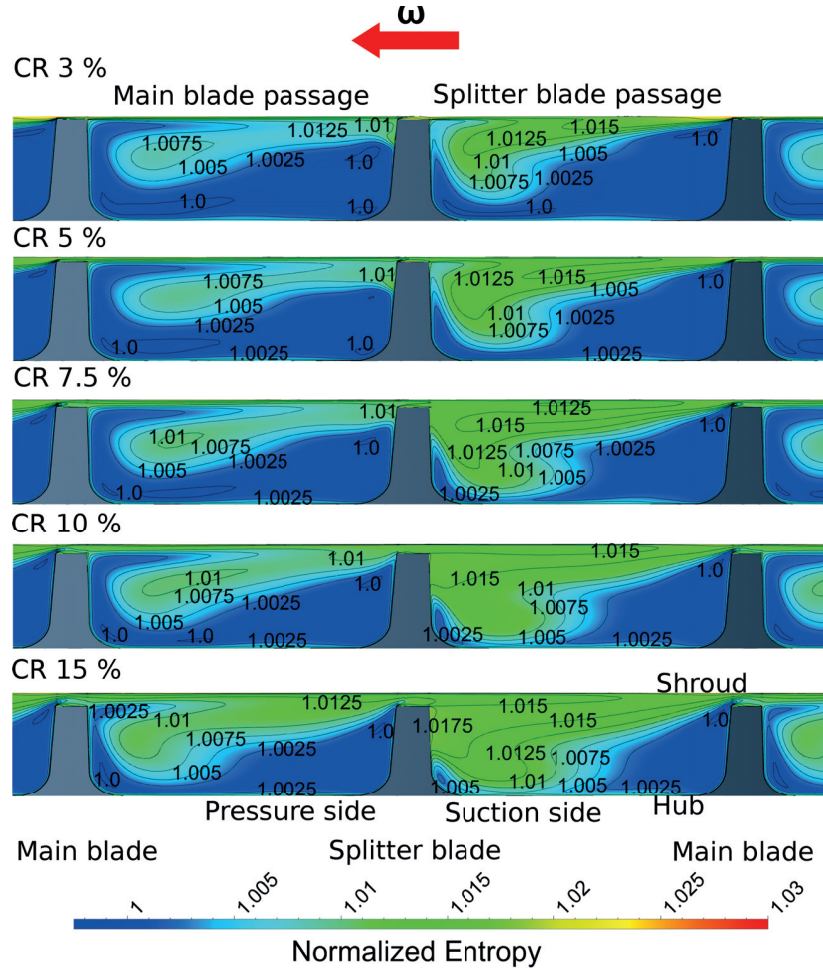 ω
CR 3 %
Main blade passage Splitter blade passage
1.0075 1.0125 1.01 1.0125 1.015
1.005 1.0025 1.0 1.01 1.005 1.0
1.0075 1.0025
1.0 1.0 1.0
CR 5 %
1.0075 1.01 1.0125 1.015
1.005 1.005 1.0
1.0025 1.01 1.0025
1.0075
1.0 1.0025 1.0025
CR 7.5 %
1.01 1.0125
1.01 1.0075 1.0 1.015
1.005 1.0025 1.0125 1.0075 1.0025 1.0
1.01 1.005
1.0 1.0025 1.0025
CR 10 %
1.01 1.015
1.01 1.0 1.015 1.0
1.0075 1.0025 1.01
1.005 1.0075
1.0 1.0 1.0025 1.0025 1.005 1.0025
CR 15 %
Shroud
1.0025 1.0125
1.01 1.0 1.0175 1.015 1.0
1.0075 1.0025 1.0125 1.0075
1.0 1.005 1.005 1.01 1.005 1.0025
1.0025
Pressure side Suction side Hub
Main blade Splitter blade Main blade
1 1.005 1.01 1.015 1.02 1.025 1.03
Normalized Entropy